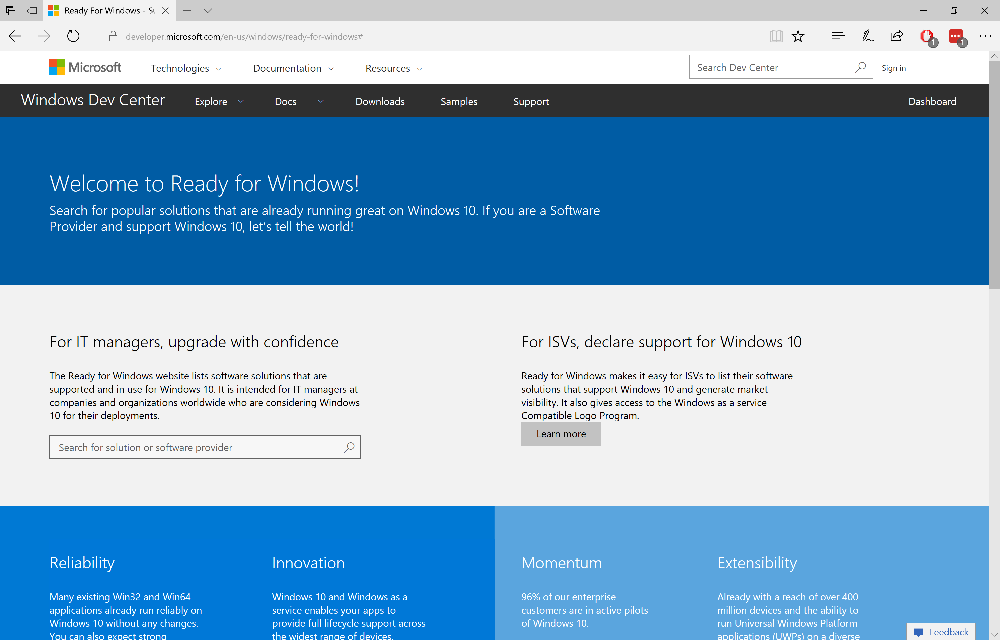 Ready For Windows - Su
developer.microsoft.com/en-us/windows/ready-for-windows#
1
1
Microsoft
Technologies
Documentation
Resources
Search Dev Center
Sign in
Windows Dev Center
Explore
Docs
Downloads
Samples
Support
Dashboard
Welcome to Ready for Windows!
Search for popular solutions that are already running great on Windows 10. If you are a Software
Provider and support Windows 10, let’s tell the world!
For IT managers, upgrade with confidence
The Ready for Windows website lists software solutions that are
supported and in use for Windows 10. It is intended for IT managers at
companies and organizations worldwide who are considering Windows
10 for their deployments.
Search for solution or software provider
For ISVs, declare support for Windows 10
Ready for Windows makes it easy for ISVs to list their software
solutions that support Windows 10 and generate market
visibility. It also gives access to the Windows as a service
Compatible Logo Program.
Learn more
Reliability
Many existing Win32 and Win64
applications already run reliably on
Windows 10 without any changes.
You can also expect strong
Innovation
Windows 10 and Windows as a
service enables your apps to
provide full lifecycle support across
the widest range of devices.
Momentum
96% of our enterprise
customers are in active pilots
of Windows 10.
Extensibility
Already with a reach of over 400
million devices and the ability to
run Universal Windows Platform
applications (UWPs) on a diverse
Feedback